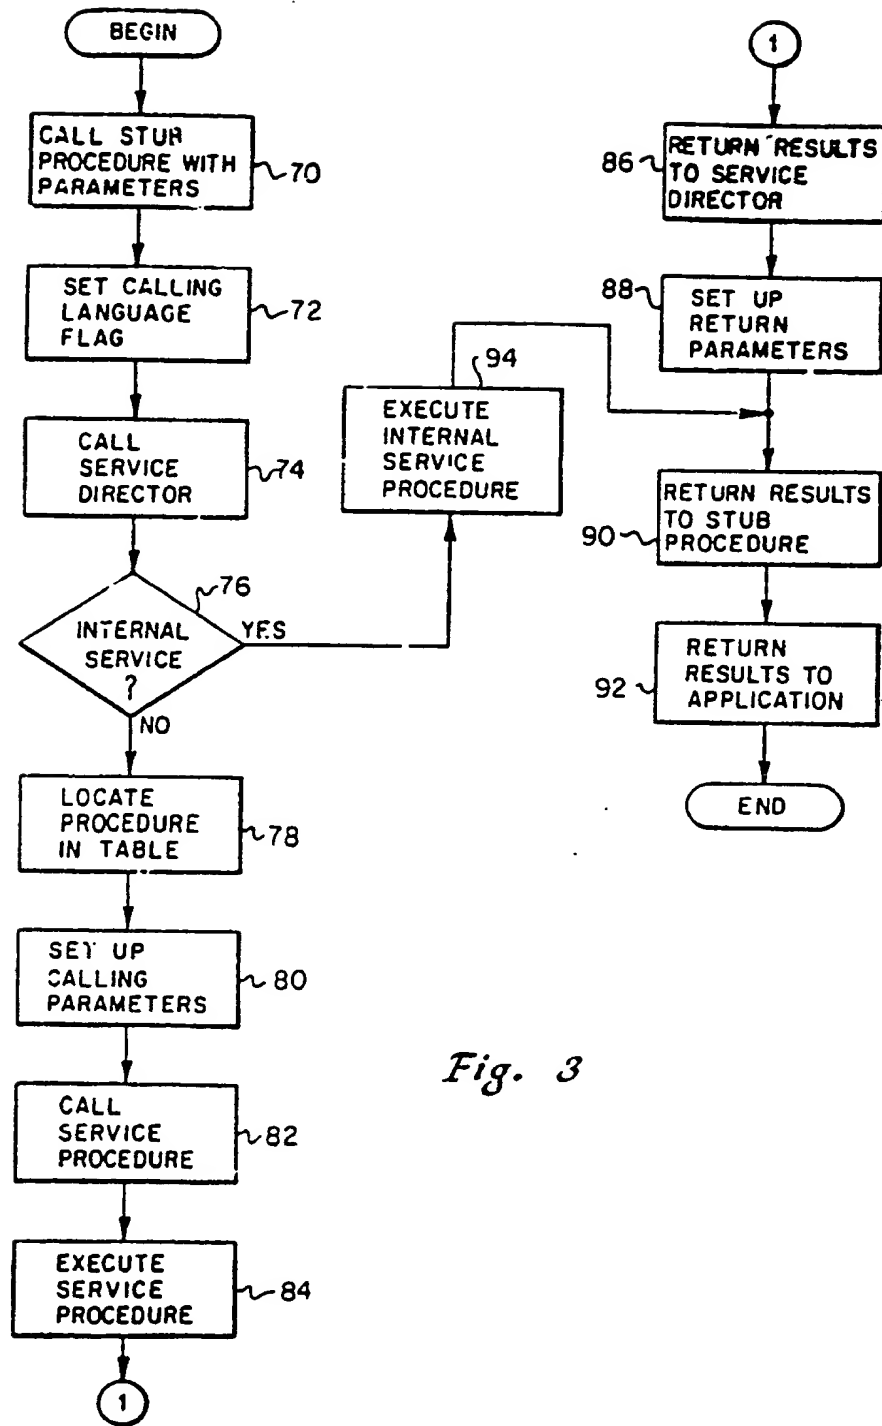 BEGIN
CALL STUB
PROCEDURE WITH
PARAMETERS
70
SET CALLING
LANGUAGE
FLAG
72
CALL
SERVICE
DIRECTOR
74
76
INTERNAL
SERVICE
?
YES
NO
LOCATE
PROCEDURE
IN TABLE
78
SET UP
CALLING
PARAMETERS
80
CALL
SERVICE
PROCEDURE
82
EXECUTE
SERVICE
PROCEDURE
84
1
94
EXECUTE
INTERNAL
SERVICE
PROCEDURE
1
86
RETURN RESULTS
TO SERVICE
DIRECTOR
88
SET UP
RETURN
PARAMETERS
90
RETURN RESULTS
TO STUB
PROCEDURE
92
RETURN
RESULTS TO
APPLICATION
END
Fig. 3